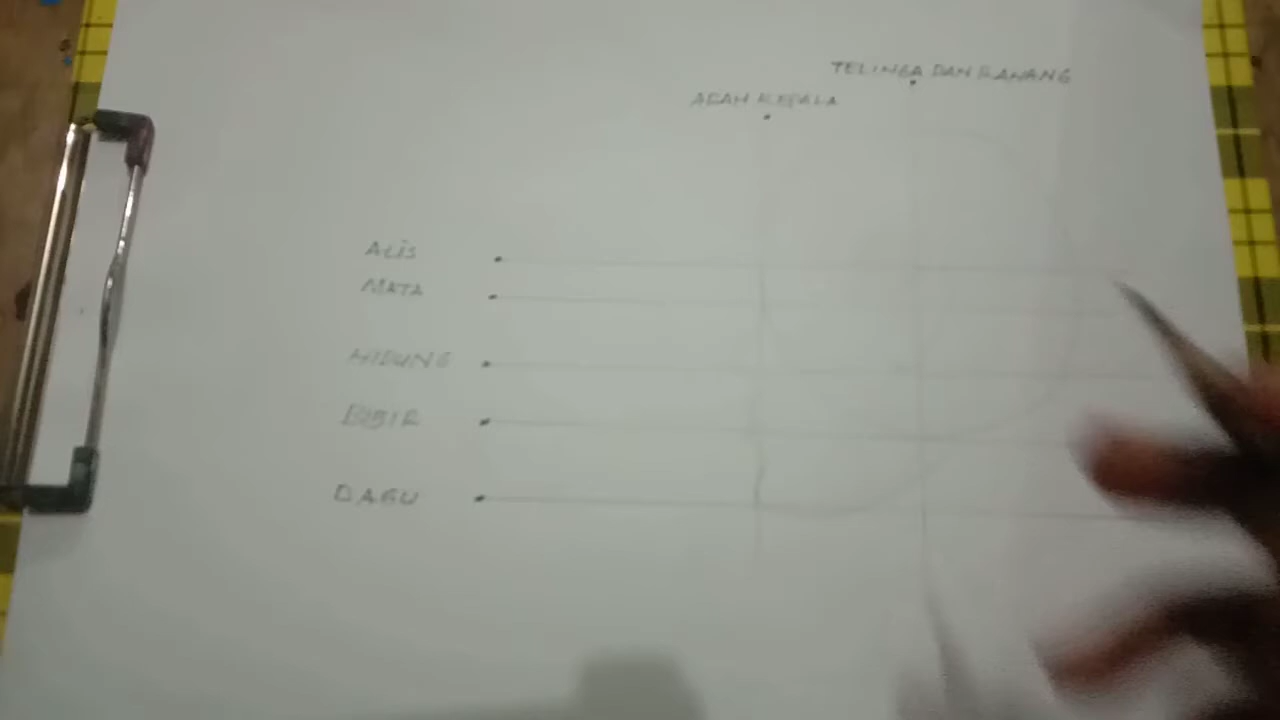 TELINGA DAN RAHANG
ARAH KEPALA
ALIS
MATA
HIDUNG
BIBIR
DAGU